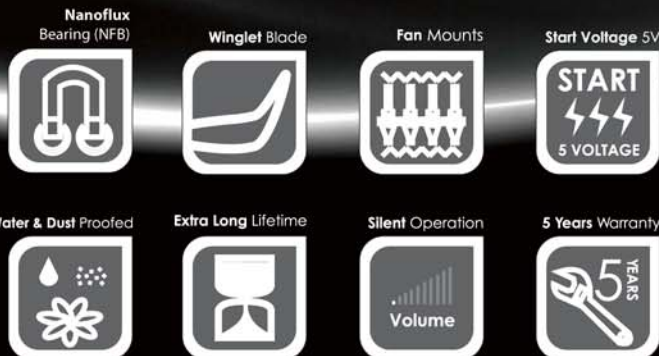 Nanoflux
Bearing (NFB)
Winglet Blade
Fan Mounts
Start Voltage 5V
START
5 VOLTAGE
Water & Dust Proofed
Extra Long Lifetime
Silent Operation
5 Years Warranty
Volume
5 YEARS